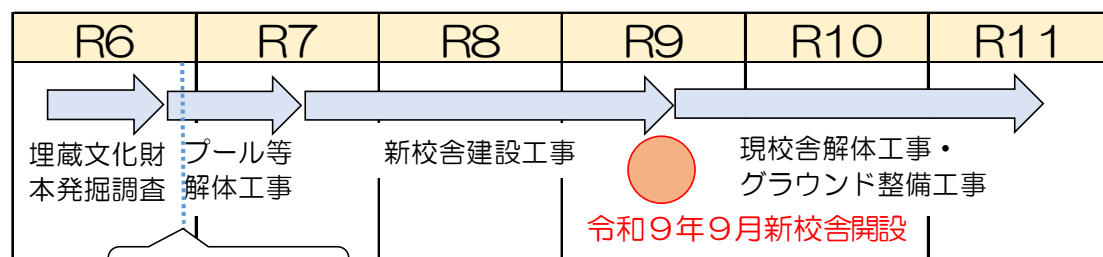 R6 R7 R8 R9 R10 R11
埋蔵文化財
本発掘調査
プール等
解体工事
新校舎建設工事
現校舎解体工事・
グラウンド整備工事
令和9年9月新校舎開設